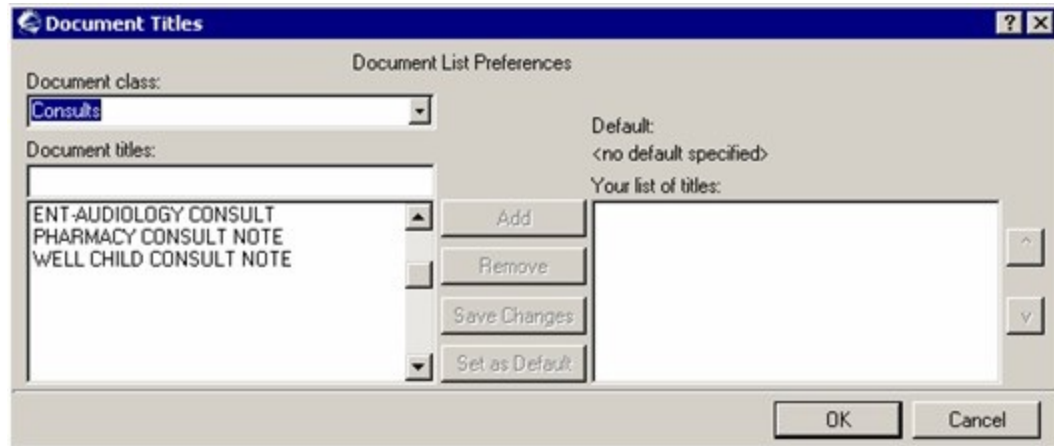 Document Titles
? X
Document List Preferences
Document class:
Consults
Document titles:
ENT-AUDIOLOGY CONSULT
PHARMACY CONSULT NOTE
WELL CHILD CONSULT NOTE
Add
Remove
Save Changes
Set as Default
Default:
<no default specified>
Your list of titles:
^
v
OK
Cancel